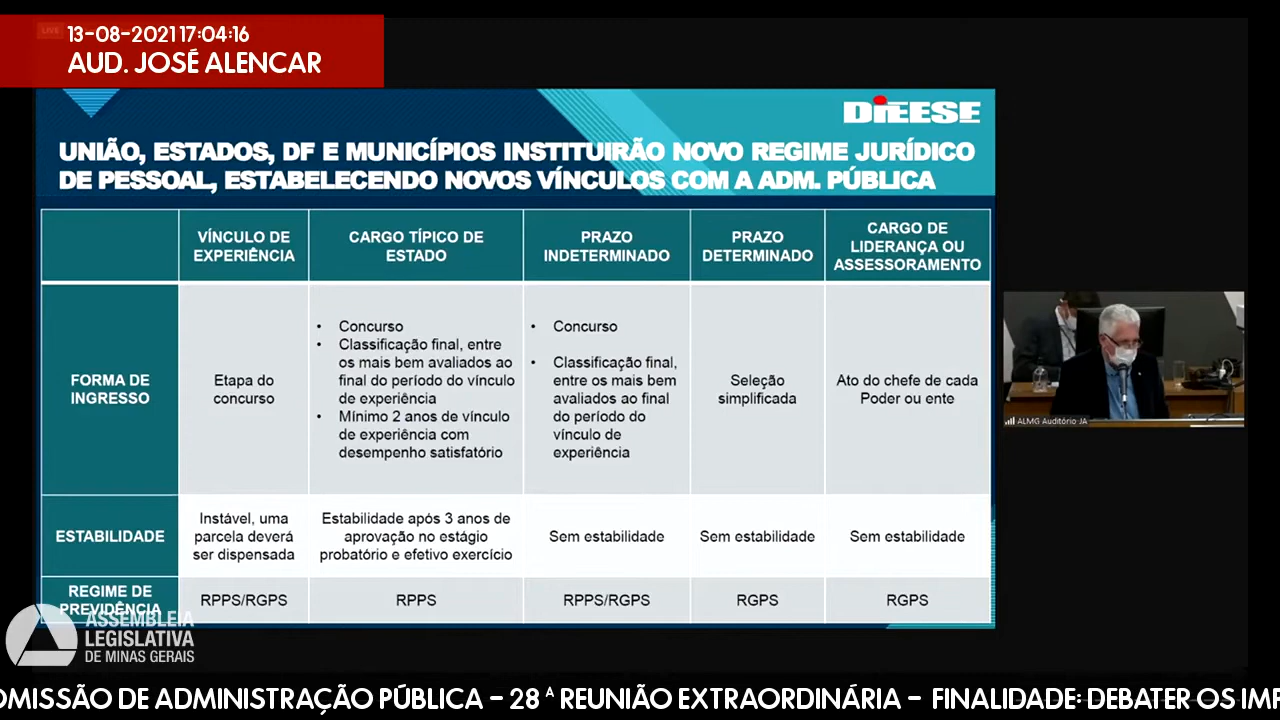 LIVE
13-08-2021 17:04:16
AUD. JOSÉ ALENCAR
DIEESE
UNIÃO, ESTADOS, DF E MUNICÍPIOS INSTITUIRÃO NOVO REGIME JURÍDICO
DE PESSOAL, ESTABELECENDO NOVOS VÍNCULOS COM A ADM. PÚBLICA
VÍNCULO DE
EXPERIÊNCIA
CARGO TÍPICO DE
ESTADO
PRAZO
INDETERMINADO
PRAZO
DETERMINADO
CARGO DE
LIDERANÇA OU
ASSESSORAMENTO
FORMA DE
INGRESSO
Etapa do
concurso
• Concurso
• Classificação final, entre
os mais bem avaliados ao
final do período do vínculo
de experiência
• Mínimo 2 anos de vínculo
de experiência com
desempenho satisfatório
• Concurso
• Classificação final,
entre os mais bem
avaliados ao final
do período do
vínculo de
experiência
Seleção
simplificada
Ato do chefe de cada
Poder ou ente
ESTABILIDADE
Instável, uma
parcela deverá
ser dispensada
Estabilidade após 3 anos de
aprovação no estágio
probatório e efetivo exercício
Sem estabilidade
Sem estabilidade
Sem estabilidade
REGIME DE
PREVIDÊNCIA
RPPS/RGPS
RPPS
RPPS/RGPS
RGPS
RGPS
ALMG Auditório JA
ASSEMBLEIA
LEGISLATIVA
DE MINAS GERAIS
OMISSÃO DE ADMINISTRAÇÃO PÚBLICA - 28ª REUNIÃO EXTRAORDINÁRIA - FINALIDADE: DEBATER OS IMP